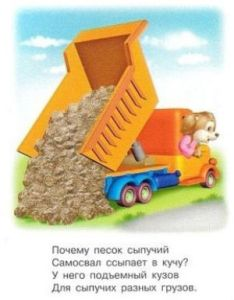 Почему песок сыпучий
Самосвал ссыпает в кучу?
У него подъемный кузов
Для сыпучих разных грузов.